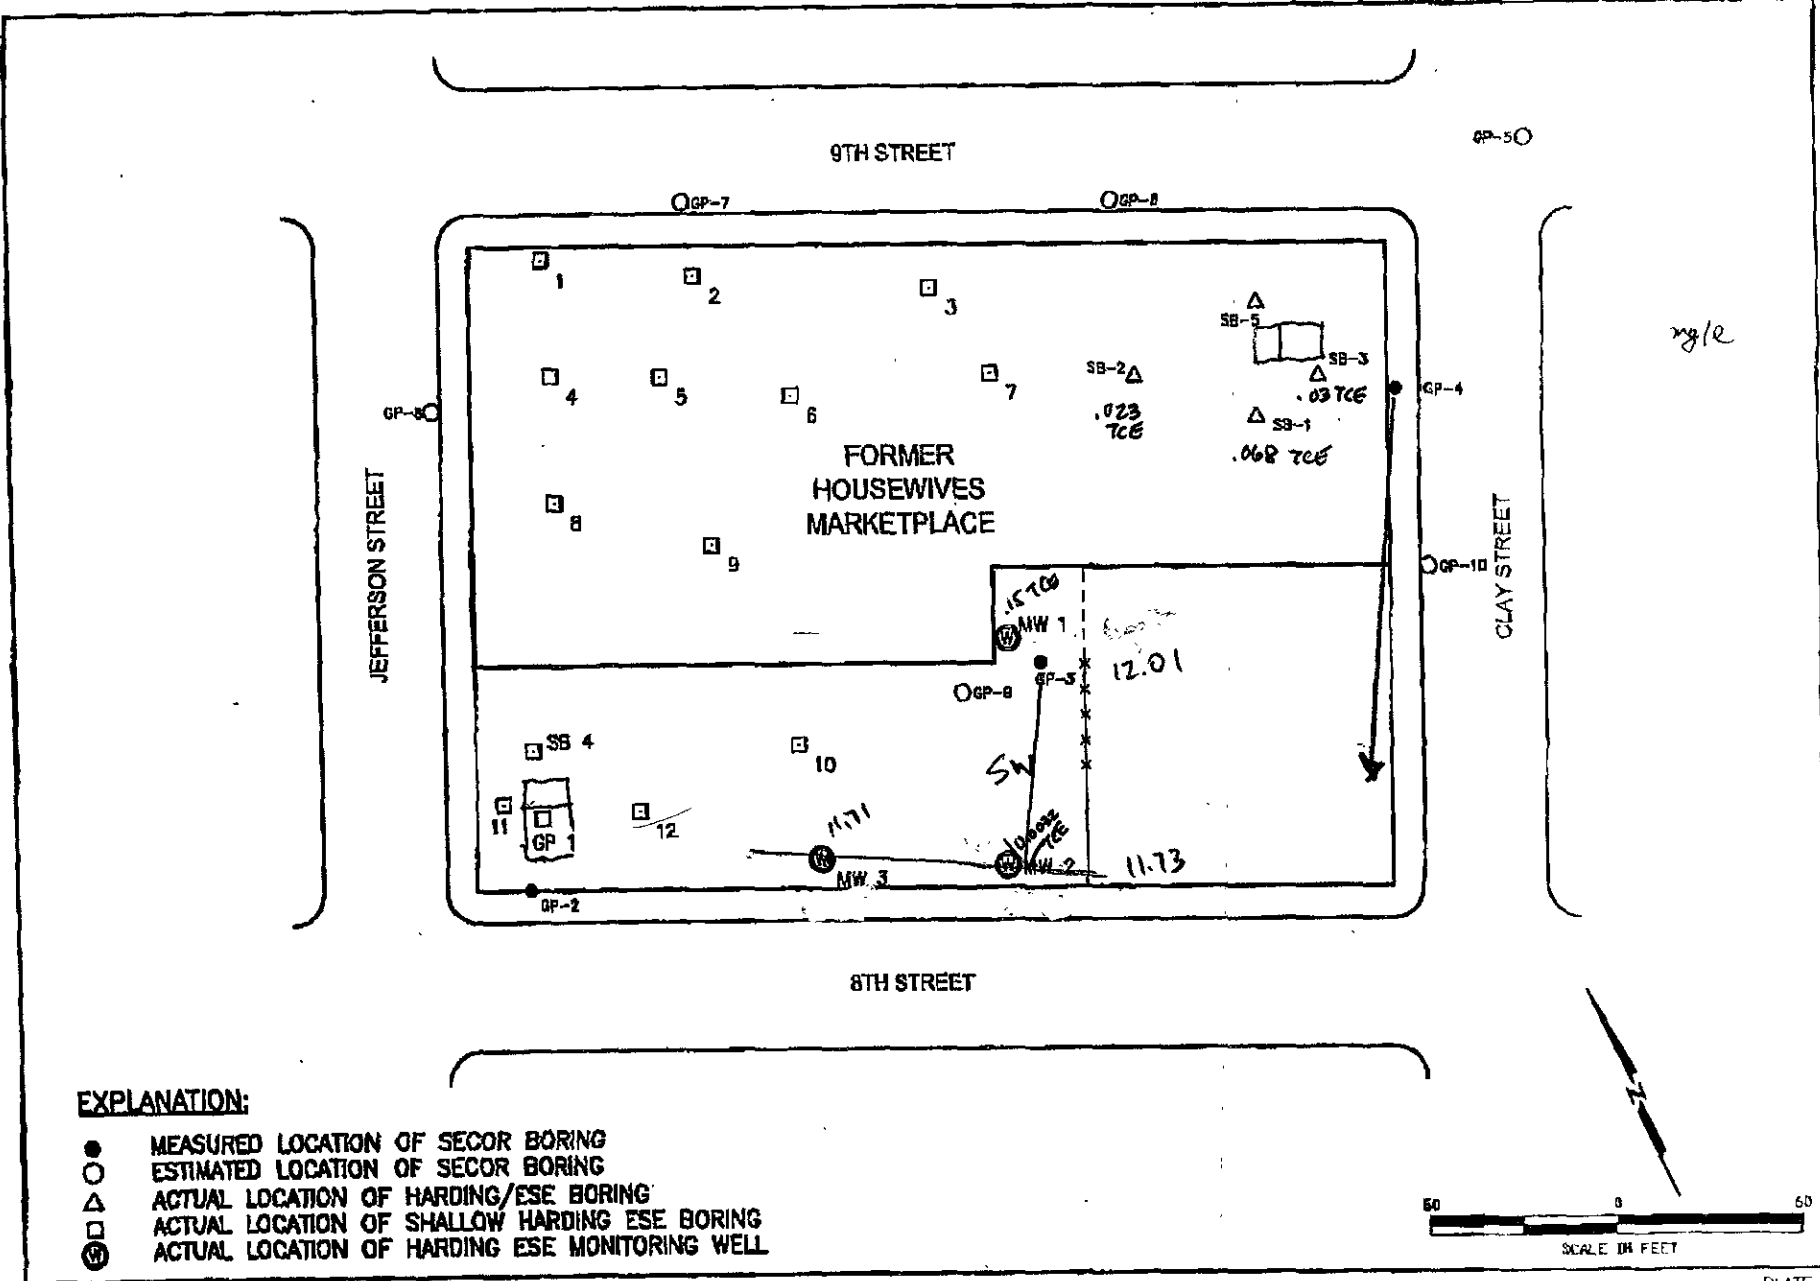 GP-5
9TH STREET
GP-7
GP-8
1
2
3
SB-5
mg/l
SB-3
4
5
6
7
SB-2
.03 TCE
GP-4
.023
TCE
SB-1
.068 TCE
FORMER
HOUSEWIVES
MARKETPLACE
JEFFERSON STREET
CLAY STREET
8
9
GP-10
.15 TCE
MW 1
12.01
GP-3
GP-9
SB 4
10
SW
11
GP 1
12
11.71
0.0032
TCE
MW 3
MW 2
11.73
GP-2
8TH STREET
N
EXPLANATION:
MEASURED LOCATION OF SECOR BORING
ESTIMATED LOCATION OF SECOR BORING
ACTUAL LOCATION OF HARDING/ESE BORING
ACTUAL LOCATION OF SHALLOW HARDING ESE BORING
W ACTUAL LOCATION OF HARDING ESE MONITORING WELL
0
SCALE IN FEET